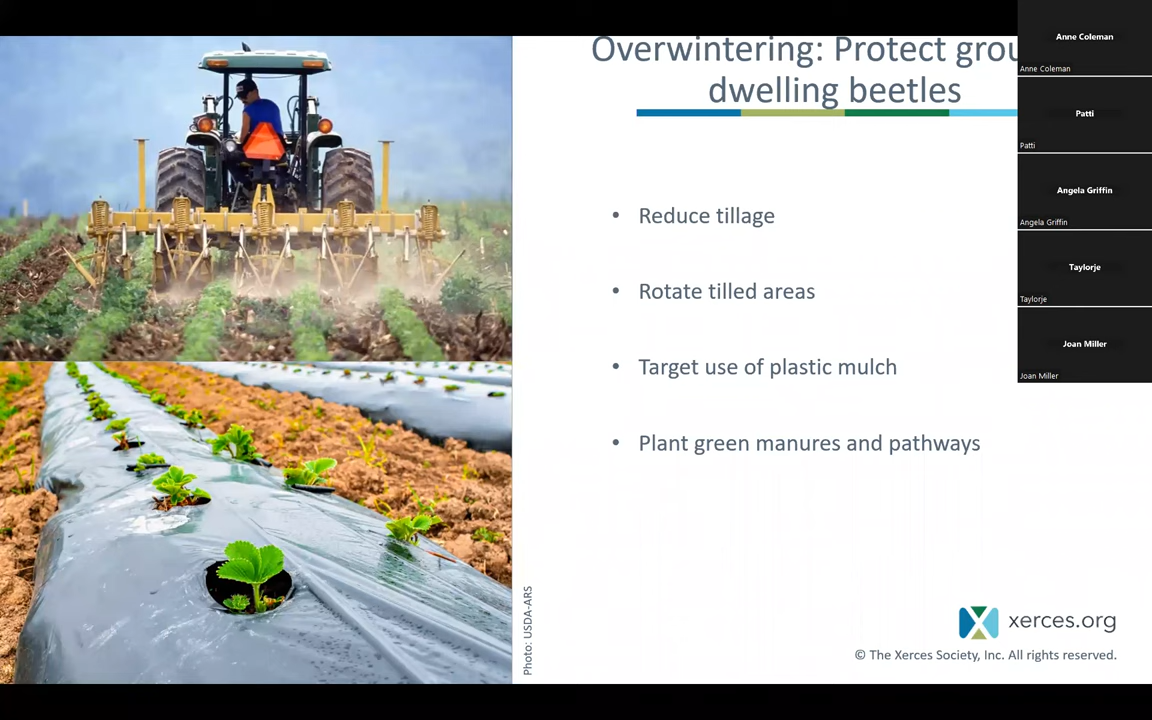 Overwintering: Protect grou
dwelling beetles
• Reduce tillage
• Rotate tilled areas
• Target use of plastic mulch
• Plant green manures and pathways
Photo: USDA-ARS
xerces.org
© The Xerces Society, Inc. All rights reserved.
Anne Coleman
Anne Coleman
Patti
Patti
Angela Griffin
Angela Griffin
Taylorje
Taylorje
Joan Miller
Joan Miller